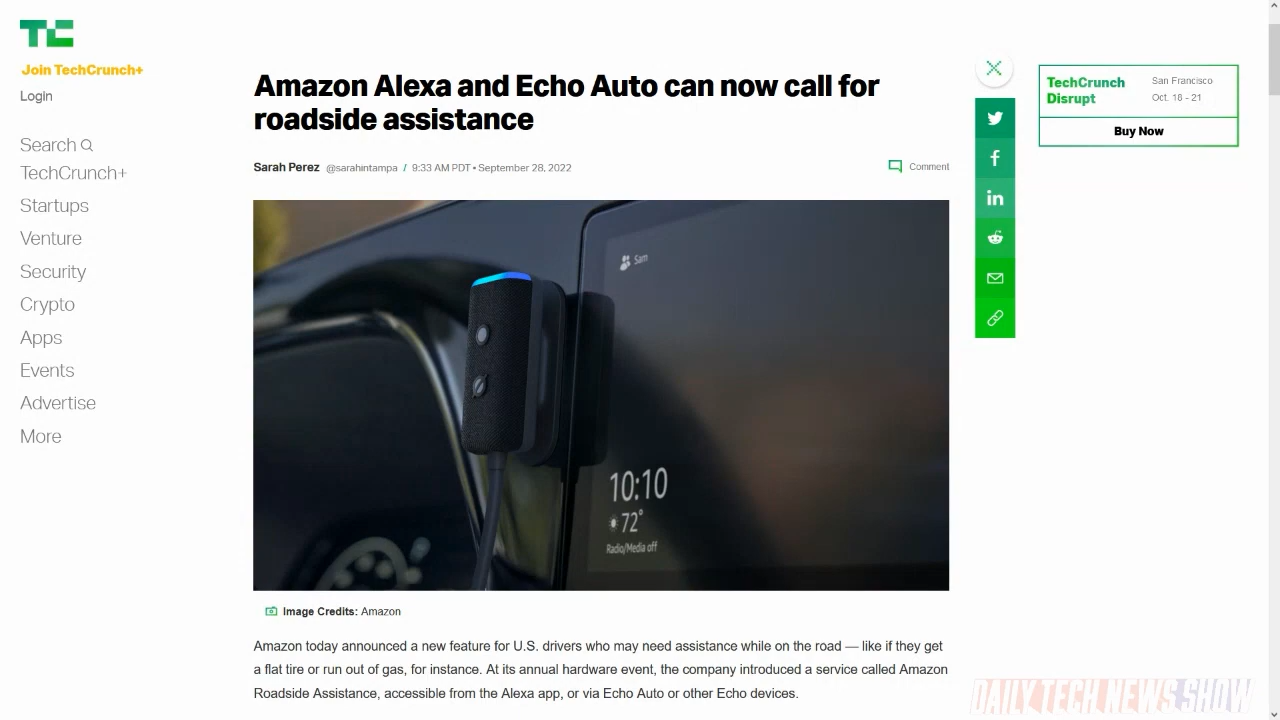 TC
Join TechCrunch+
Login
Search
TechCrunch+
Startups
Venture
Security
Crypto
Apps
Events
Advertise
More
Amazon Alexa and Echo Auto can now call for
roadside assistance
Sarah Perez @sarahintampa / 9:33 AM PDT • September 28, 2022
Comment
Sam
10:10
72°
Radio/Media off
Image Credits: Amazon
Amazon today announced a new feature for U.S. drivers who may need assistance while on the road — like if they get
a flat tire or run out of gas, for instance. At its annual hardware event, the company introduced a service called Amazon
Roadside Assistance, accessible from the Alexa app, or via Echo Auto or other Echo devices.
f
in
TechCrunch
Disrupt
San Francisco
Oct. 18 - 21
Buy Now
DAILY TECH NEWS SHOW